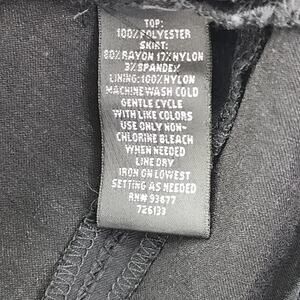 TOP:
100% POLYESTER
SKIRT:
80% RAYON 17% NYLON
3% SPANDEX
LINING: 100% NYLON
MACHINE WASH COLD
GENTLE CYCLE
WITH LIKE COLORS
USE ONLY NON-
CHLORINE BLEACH
WHEN NEEDED
LINE DRY
IRON ON LOWEST
SETTING AS NEEDED
RN# 93677
726133